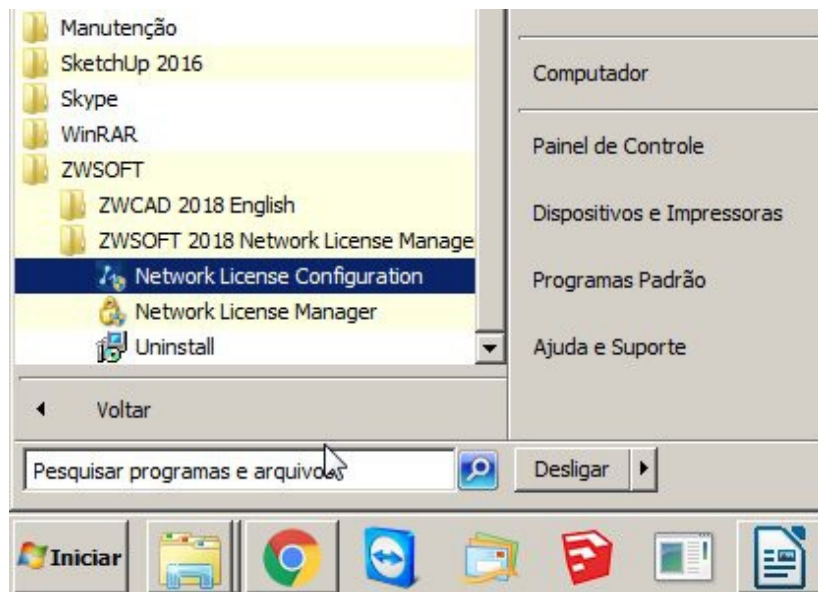 Manutenção
SketchUp 2016
Skype
WinRAR
ZWSOFT
ZWCAD 2018 English
ZWSOFT 2018 Network License Manage
Network License Configuration
Network License Manager
Uninstall
Voltar
Pesquisar programas e arquivos
Computador
Painel de Controle
Dispositivos e Impressoras
Programas Padrão
Ajuda e Suporte
Desligar
Iniciar